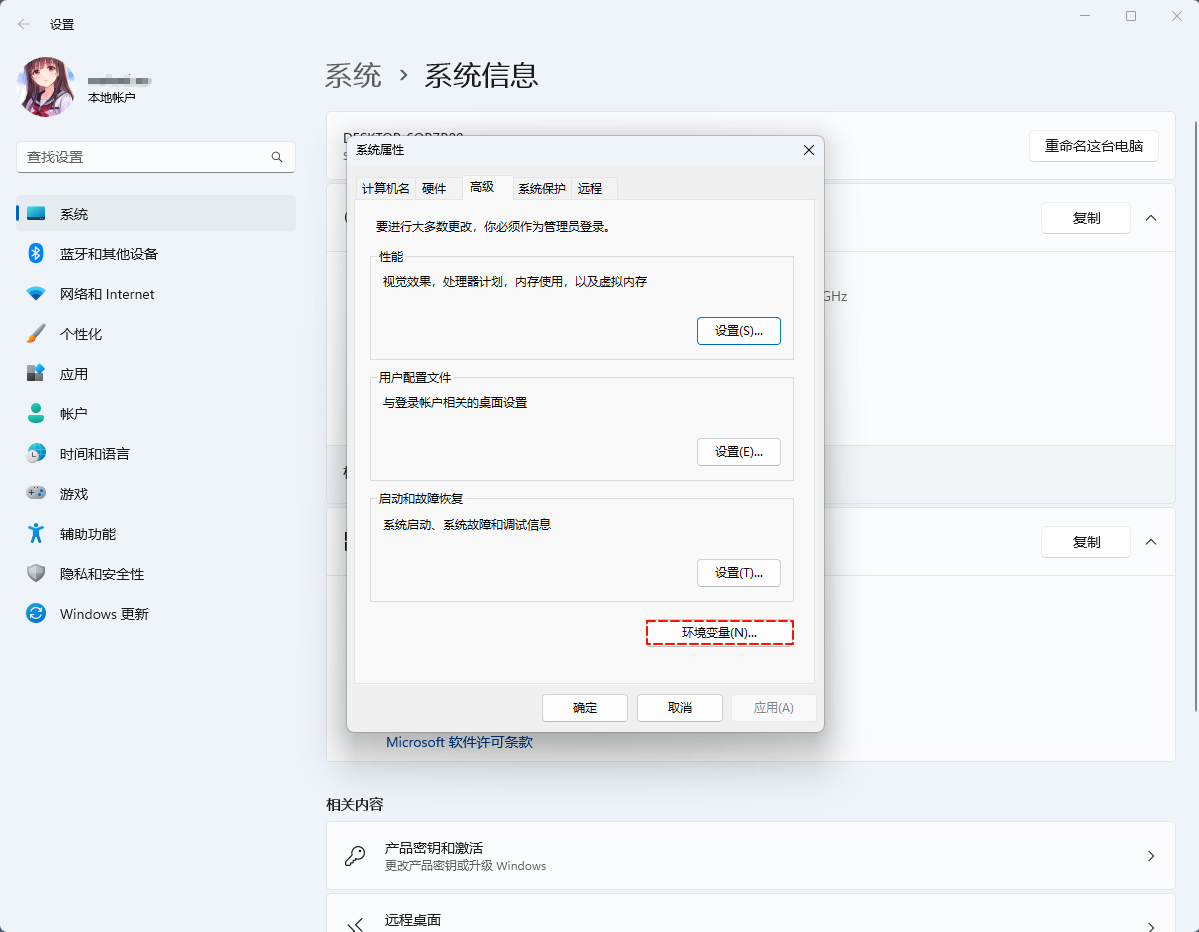 设置
本地帐户
查找设置
系统
蓝牙和其他设备
网络和 Internet
个性化
应用
帐户
时间和语言
游戏
辅助功能
隐私和安全性
Windows 更新
系统 › 系统信息
重命名这台电脑
复制
GHz
复制
系统属性
计算机名 硬件 高级 系统保护 远程
要进行大多数更改，你必须作为管理员登录。
性能
视觉效果，处理器计划，内存使用，以及虚拟内存
设置(S)...
用户配置文件
与登录帐户相关的桌面设置
设置(E)...
启动和故障恢复
系统启动、系统故障和调试信息
设置(T)...
环境变量(N)...
确定 取消 应用(A)
Microsoft 软件许可条款
相关内容
产品密钥和激活
更改产品密钥或升级 Windows
远程桌面